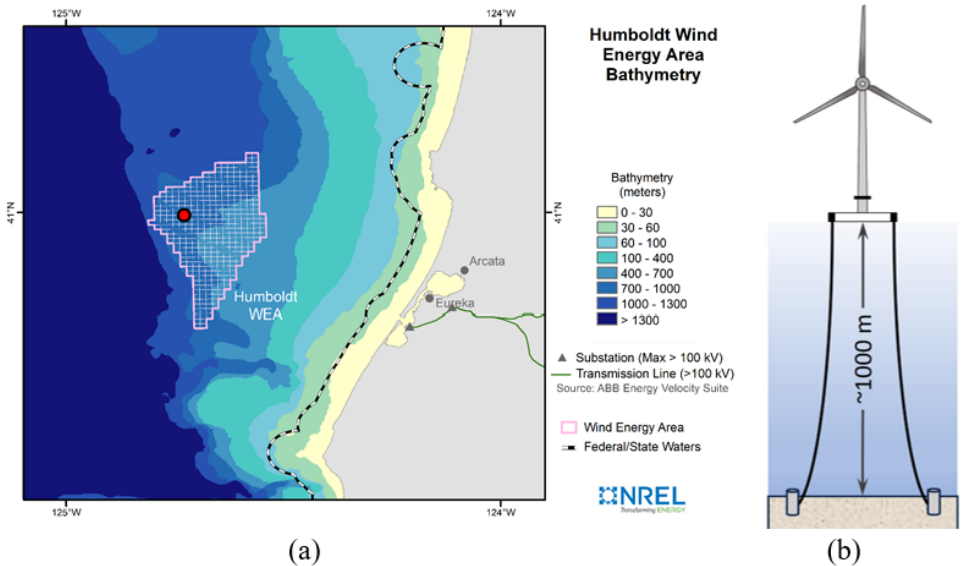 125°W
124°W
41°N
41°N
Humboldt
WEA
Arcata
Eureka
125°W
124°W
(a)
Humboldt Wind
Energy Area
Bathymetry
Bathymetry
(meters)
0 - 30
30 - 60
60 - 100
100 - 400
400 - 700
700 - 1000
1000 - 1300
> 1300
Substation (Max > 100 kV)
Transmission Line (>100 kV)
Source: ABB Energy Velocity Suite
Wind Energy Area
Federal/State Waters
NREL
Transforming ENERGY
~1000 m
(b)